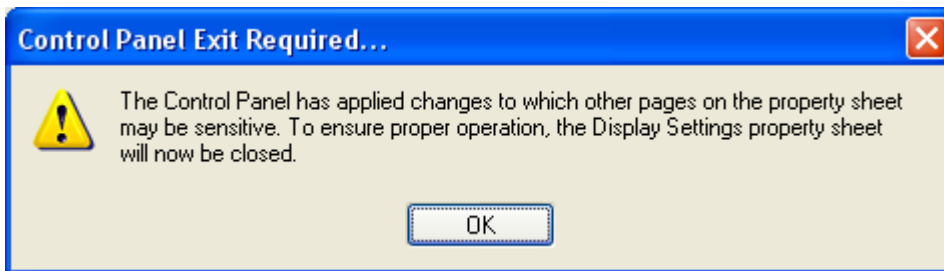 Control Panel Exit Required...
The Control Panel has applied changes to which other pages on the property sheet
may be sensitive. To ensure proper operation, the Display Settings property sheet
will now be closed.
OK